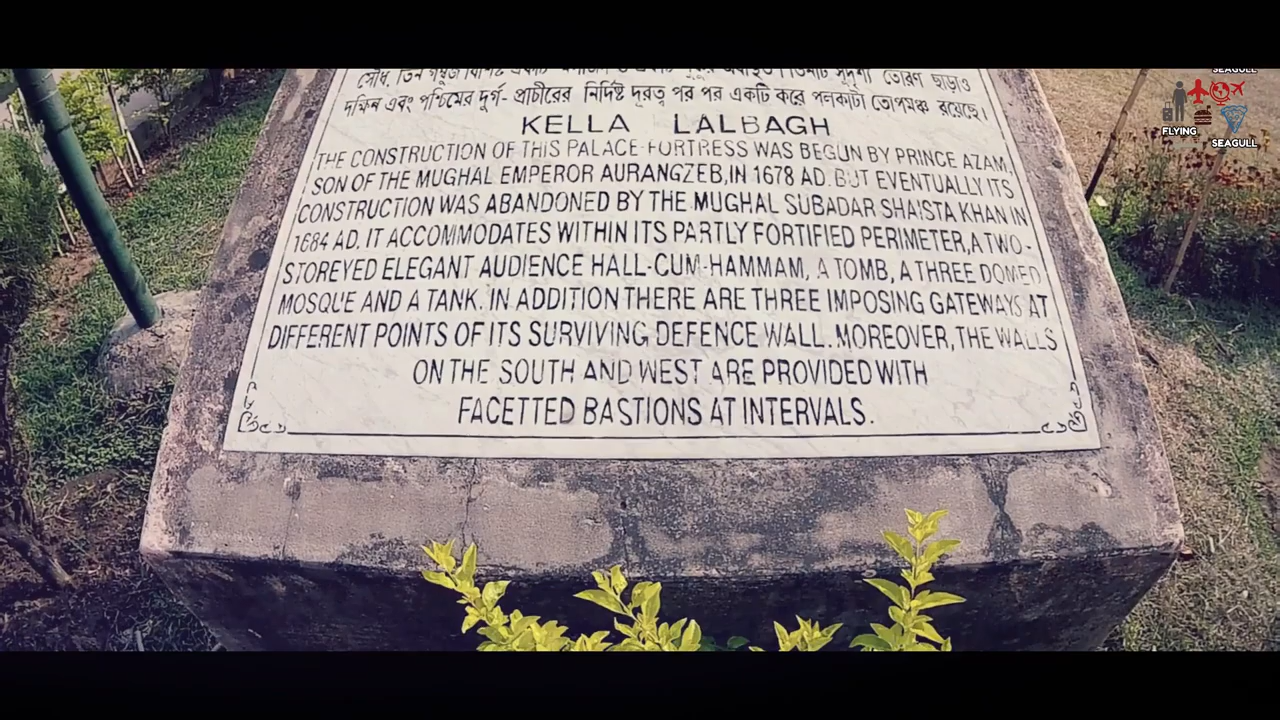 সৌধ, তিন গম্বুজ বিশিষ্ট একটি
তোরণ ছাড়াও
দক্ষিন এবং পশ্চিমের দুর্গ- প্রাচীরের নির্দিষ্ট দূরত্ব পর পর একটি করে পলকাটা তোপমঞ্চ রয়েছে।
KELLA LALBAGH
THE CONSTRUCTION OF THIS PALACE-FORTRESS WAS BEGUN BY PRINCE AZAM,
SON OF THE MUGHAL EMPEROR AURANGZEB, IN 1678 AD. BUT EVENTUALLY ITS
CONSTRUCTION WAS ABANDONED BY THE MUGHAL SUBADAR SHAISTA KHAN IN
1684 AD. IT ACCOMMODATES WITHIN ITS PARTLY FORTIFIED PERIMETER, A TWO-
STOREYED ELEGANT AUDIENCE HALL-CUM-HAMMAM, A TOMB, A THREE DOMED
MOSQUE AND A TANK. IN ADDITION THERE ARE THREE IMPOSING GATEWAYS AT
DIFFERENT POINTS OF ITS SURVIVING DEFENCE WALL. MOREOVER, THE WALLS
ON THE SOUTH AND WEST ARE PROVIDED WITH
FACETTED BASTIONS AT INTERVALS.
SEAGULL
FLYING
SEAGULL